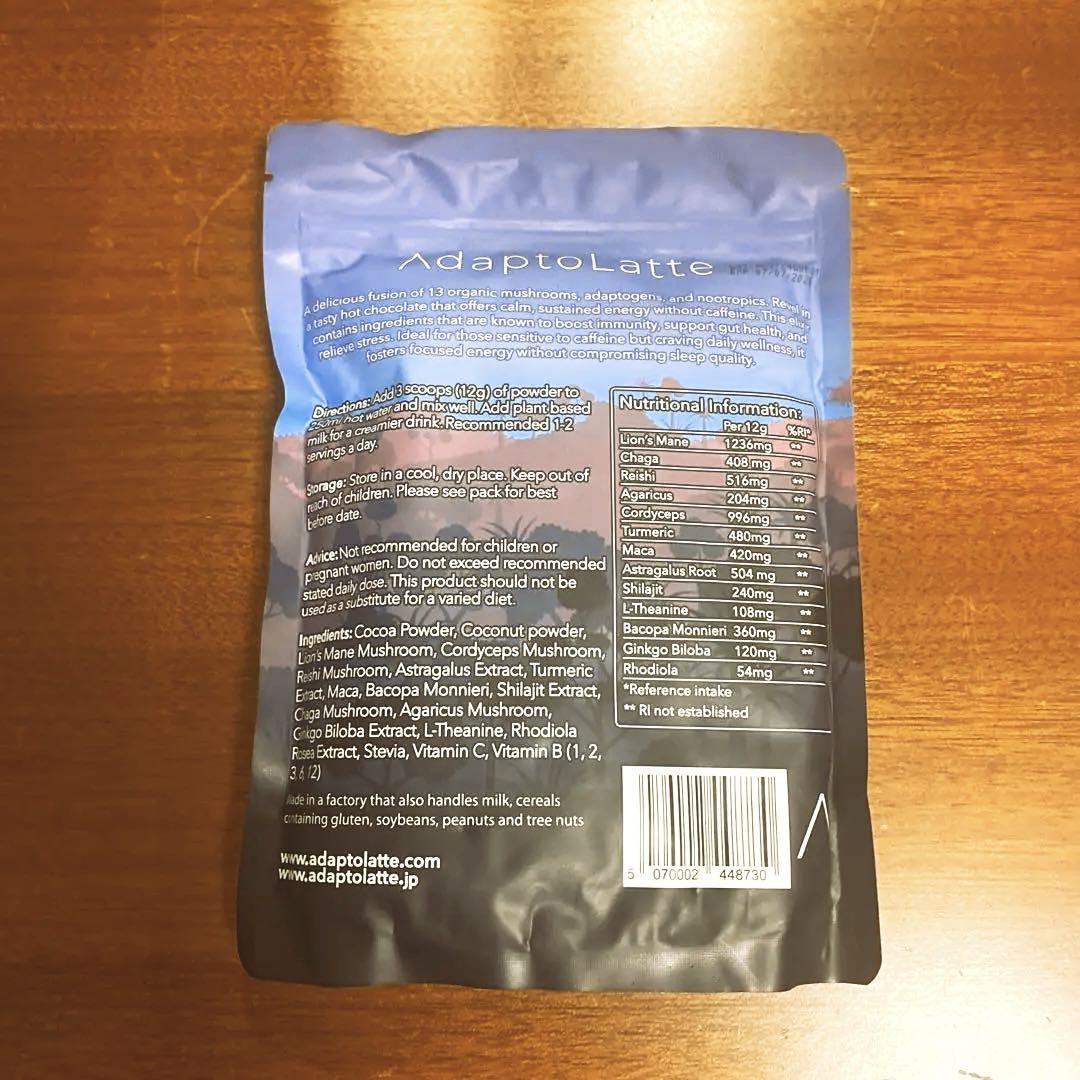 AdaptoLatte
A delicious fusion of 13 organic mushrooms, adaptogens, and nootropics. Revel in
a tasty hot chocolate that offers calm, sustained energy without caffeine. This elixir
contains ingredients that are known to boost immunity, support gut health, and
relieve stress. Ideal for those sensitive to caffeine but craving daily wellness, it
fosters focused energy without compromising sleep quality.
Directions: Add 3 scoops (12g) of powder to
250ml hot water and mix well. Add plant based
milk for a creamier drink. Recommended 1-2
servings a day.
Storage: Store in a cool, dry place. Keep out of
reach of children. Please see pack for best
before date.
Advice: Not recommended for children or
pregnant women. Do not exceed recommended
stated daily dose. This product should not be
used as a substitute for a varied diet.
Ingredients: Cocoa Powder, Coconut powder,
Lion's Mane Mushroom, Cordyceps Mushroom,
Reishi Mushroom, Astragalus Extract, Turmeric
Extract, Maca, Bacopa Monnieri, Shilajit Extract,
Chaga Mushroom, Agaricus Mushroom,
Ginkgo Biloba Extract, L-Theanine, Rhodiola
Rosea Extract, Stevia, Vitamin C, Vitamin B (1, 2,
3, 6, 12)
Made in a factory that also handles milk, cereals
containing gluten, soybeans, peanuts and tree nuts
www.adaptolatte.com
www.adaptolatte.jp
Nutritional Information:
Per 12g %RI*
Lion's Mane 1236mg **
Chaga 408 mg **
Reishi 516mg **
Agaricus 204mg **
Cordyceps 996mg **
Turmeric 480mg **
Maca 420mg **
Astragalus Root 504 mg **
Shilajit 240mg **
L-Theanine 108mg **
Bacopa Monnieri 360mg **
Ginkgo Biloba 120mg **
Rhodiola 54mg **
*Reference intake
** RI not established
5 070002 448730